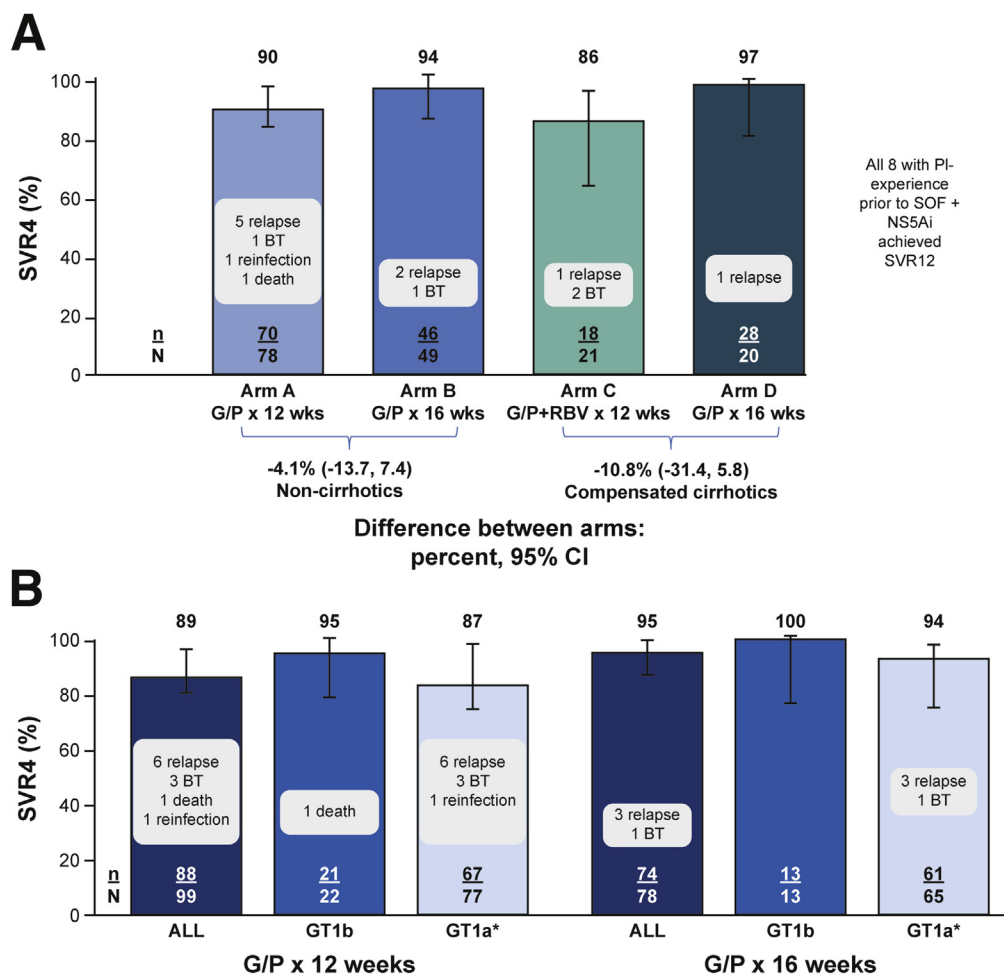 A
90 94 86 97
SVR4 (%)
100
80
60
40
20
0
5 relapse
1 BT
1 reinfection
1 death
2 relapse
1 BT
1 relapse
2 BT
1 relapse
All 8 with PI-
experience
prior to SOF +
NS5Ai
achieved
SVR12
n 70 46 18 28
N 78 49 21 20
Arm A Arm B Arm C Arm D
G/P x 12 wks G/P x 16 wks G/P+RBV x 12 wks G/P x 16 wks
-4.1% (-13.7, 7.4) -10.8% (-31.4, 5.8)
Non-cirrhotics Compensated cirrhotics
Difference between arms:
percent, 95% CI
B
89 95 87 95 100 94
SVR4 (%)
100
80
60
40
20
0
6 relapse
3 BT
1 death
1 reinfection
1 death
6 relapse
3 BT
1 reinfection
3 relapse
1 BT
3 relapse
1 BT
n 88 21 67 74 13 61
N 99 22 77 78 13 65
ALL GT1b GT1a* ALL GT1b GT1a*
G/P x 12 weeks G/P x 16 weeks